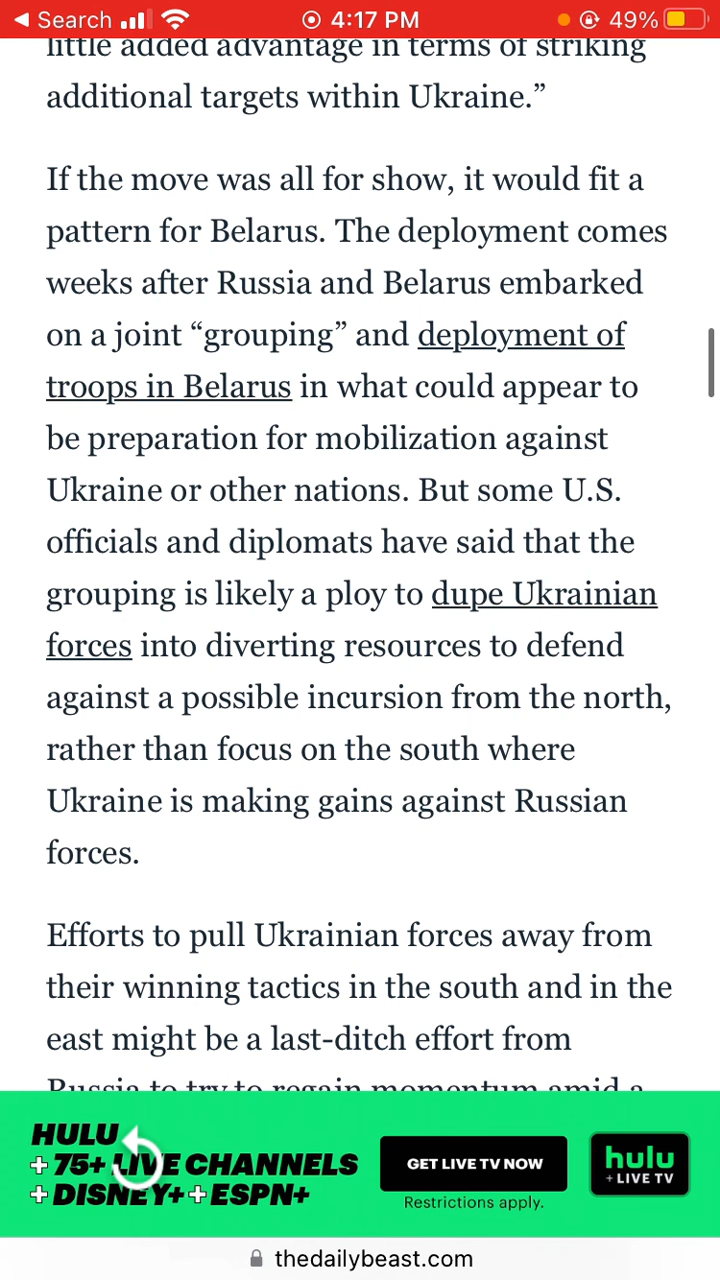 Search
4:17 PM
49%
little added advantage in terms of striking
additional targets within Ukraine.”
If the move was all for show, it would fit a
pattern for Belarus. The deployment comes
weeks after Russia and Belarus embarked
on a joint “grouping” and deployment of
troops in Belarus in what could appear to
be preparation for mobilization against
Ukraine or other nations. But some U.S.
officials and diplomats have said that the
grouping is likely a ploy to dupe Ukrainian
forces into diverting resources to defend
against a possible incursion from the north,
rather than focus on the south where
Ukraine is making gains against Russian
forces.
Efforts to pull Ukrainian forces away from
their winning tactics in the south and in the
east might be a last-ditch effort from
Russia to try to regain momentum amid a
HULU
+ 75+ LIVE CHANNELS
+ DISNEY+ + ESPN+
GET LIVE TV NOW
Restrictions apply.
hulu
+ LIVE TV
thedailybeast.com